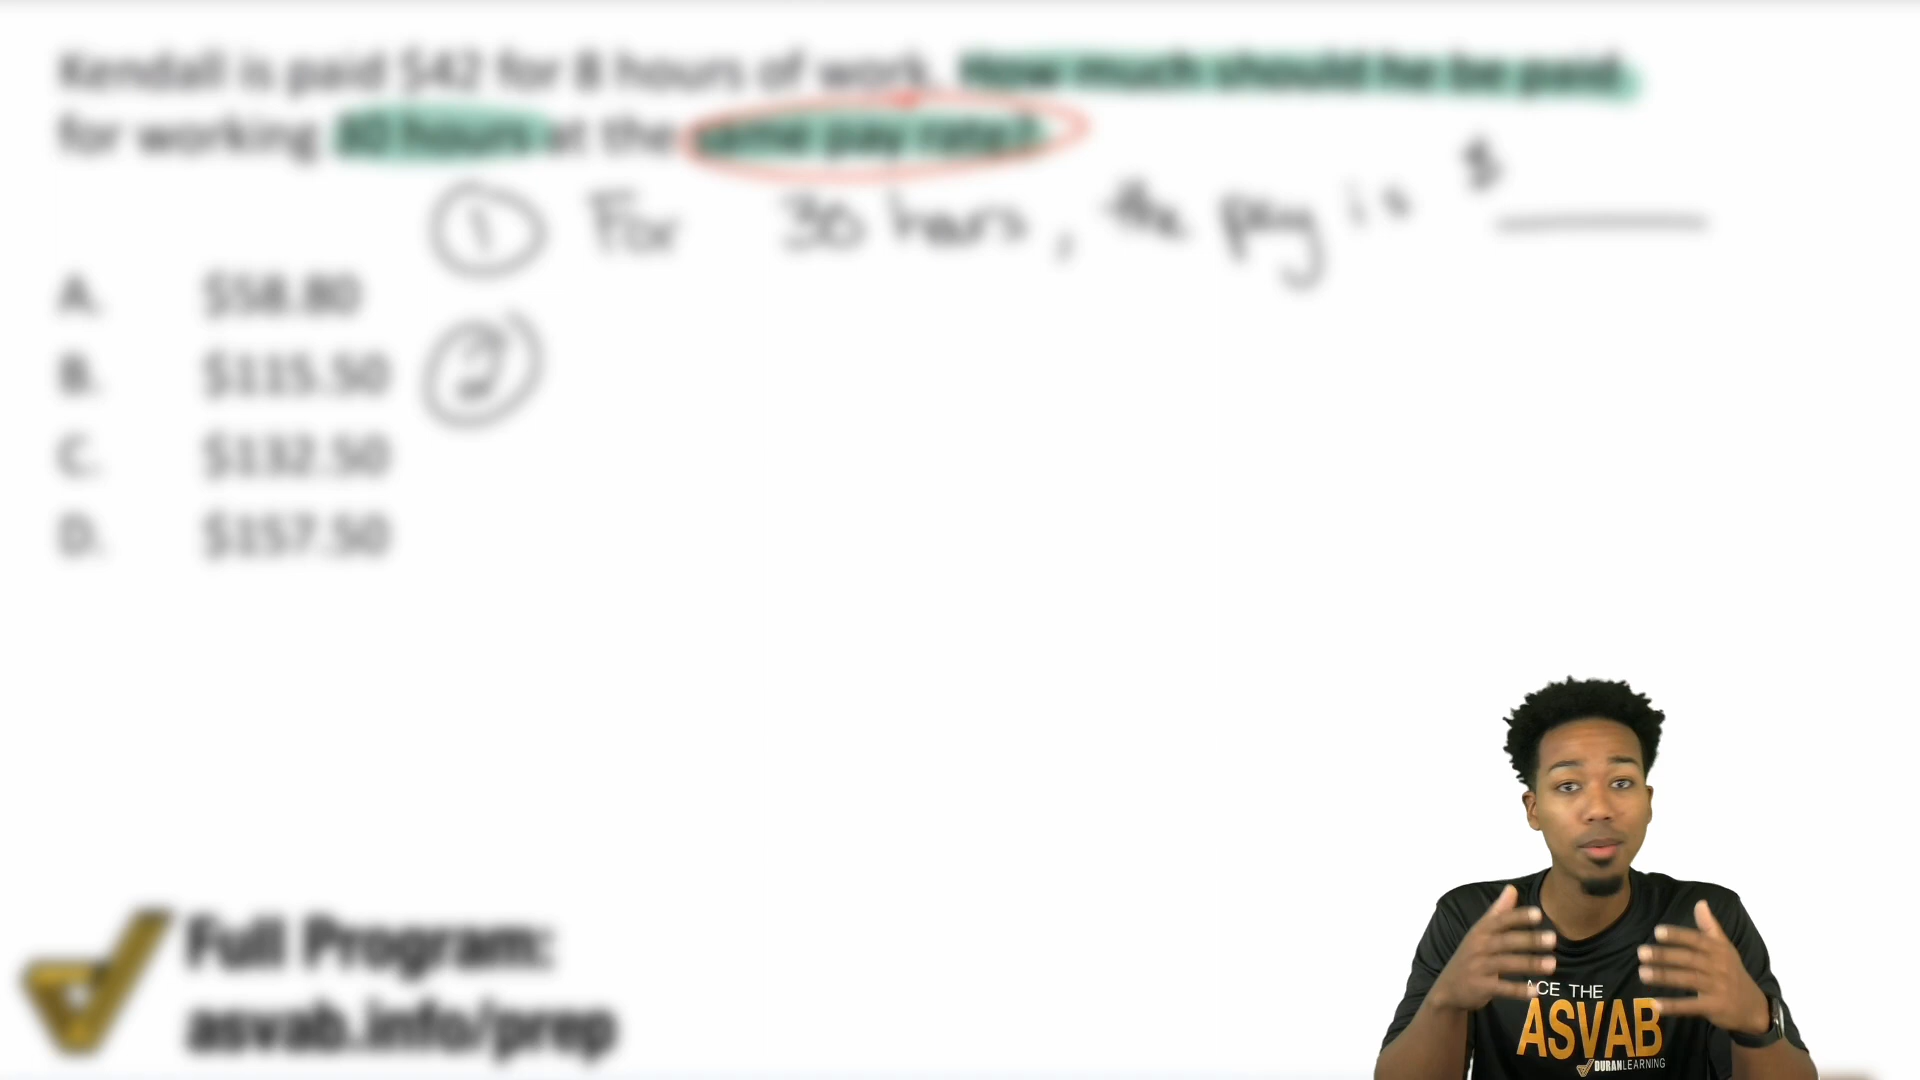 Kendall is paid $42 for 8 hours of work. How much should he be paid
for working 30 hours at the same pay rate?
1 For 30 hours, the pay is $
A. $58.80
B. $115.50 2
C. $132.50
D. $157.50
Full Program:
asvab.info/prep
ACE THE
ASVAB
DURANLEARNING